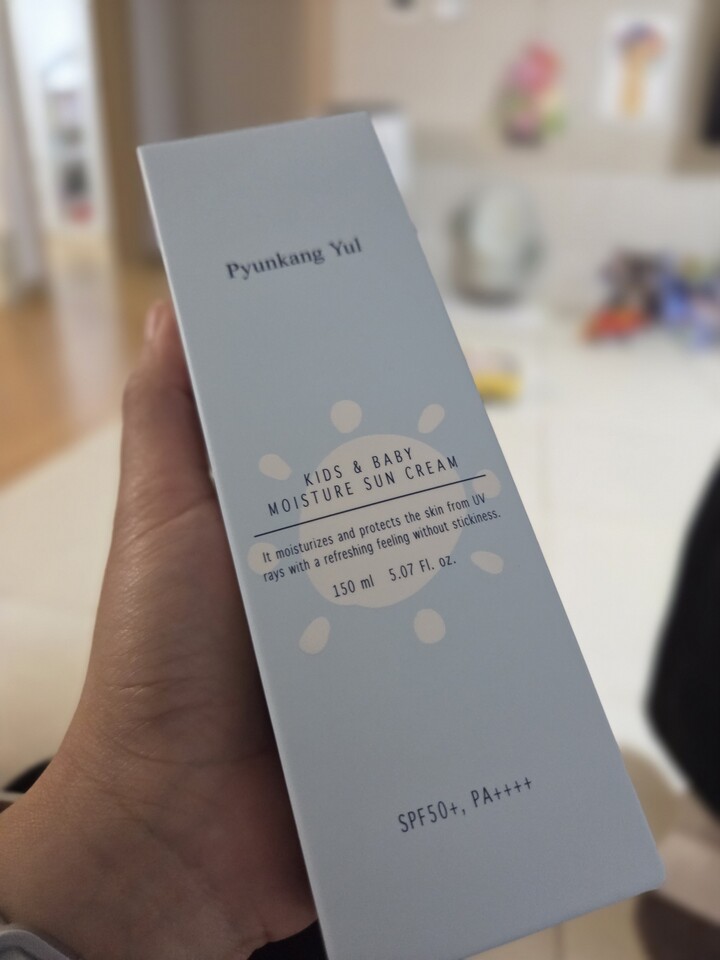 Pyunkang Yul
KIDS & BABY
MOISTURE SUN CREAM
It moisturizes and protects the skin from UV
rays with a refreshing feeling without stickiness.
150 ml 5.07 Fl. oz.
SPF50+, PA++++